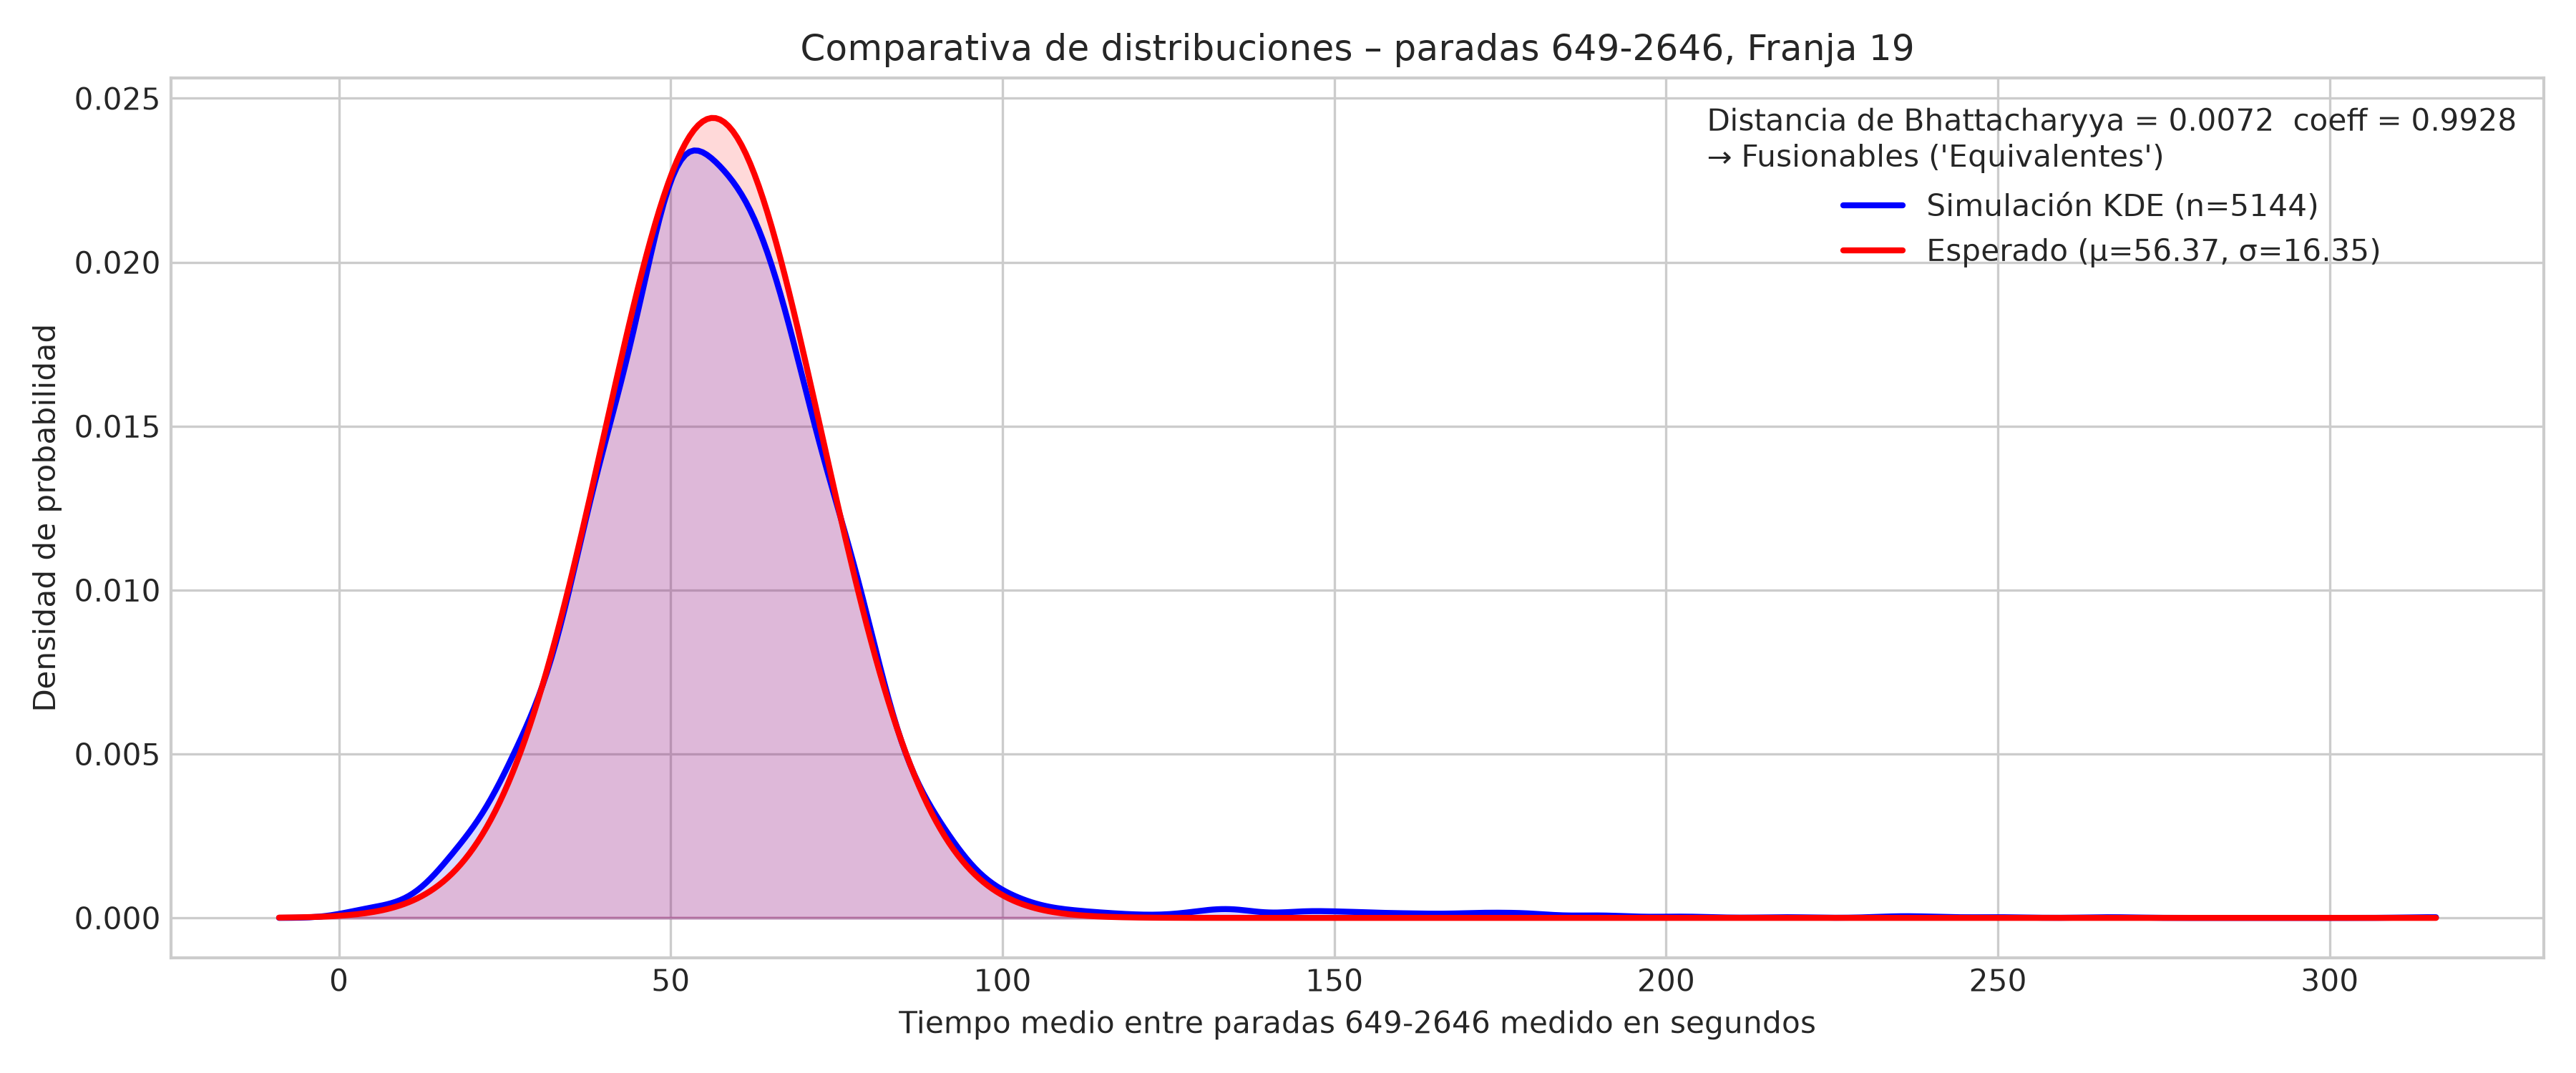 Comparativa de distribuciones – paradas 649-2646, Franja 19
Distancia de Bhattacharyya = 0.0072  coeff = 0.9928
→ Fusionables ('Equivalentes')
Simulación KDE (n=5144)
Esperado (μ=56.37, σ=16.35)
Densidad de probabilidad
0.025
0.020
0.015
0.010
0.005
0.000
0 50 100 150 200 250 300
Tiempo medio entre paradas 649-2646 medido en segundos